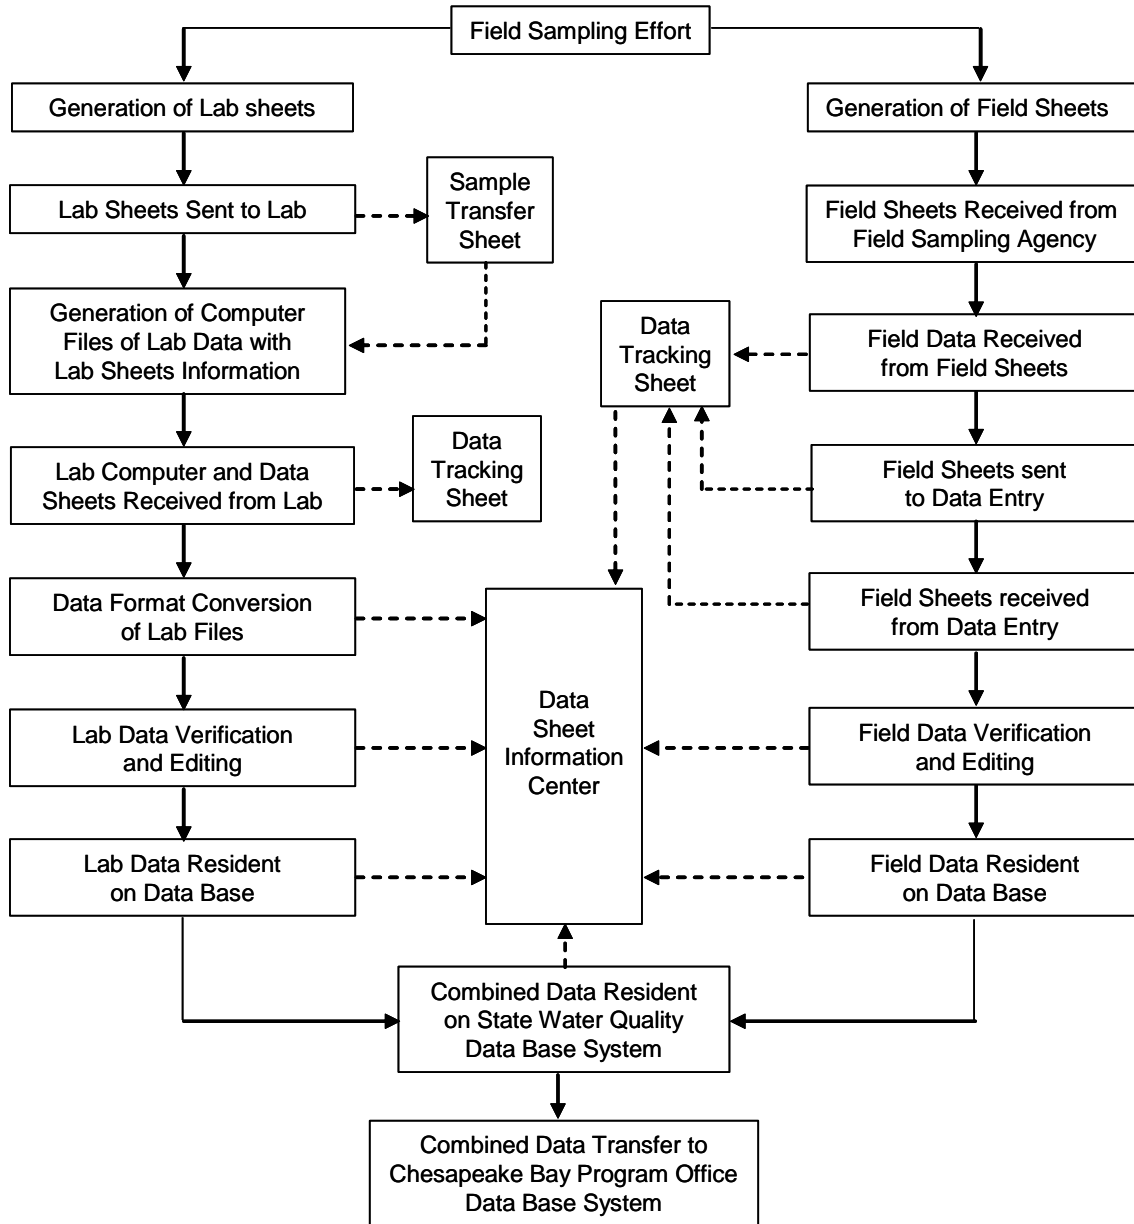 Field Sampling Effort
Generation of Lab sheets
Generation of Field Sheets
Lab Sheets Sent to Lab
Sample
Transfer
Sheet
Field Sheets Received from
Field Sampling Agency
Generation of Computer
Files of Lab Data with
Lab Sheets Information
Data
Tracking
Sheet
Field Data Received
from Field Sheets
Lab Computer and Data
Sheets Received from Lab
Data
Tracking
Sheet
Field Sheets sent
to Data Entry
Data Format Conversion
of Lab Files
Field Sheets received
from Data Entry
Data
Sheet
Information
Center
Lab Data Verification
and Editing
Field Data Verification
and Editing
Lab Data Resident
on Data Base
Field Data Resident
on Data Base
Combined Data Resident
on State Water Quality
Data Base System
Combined Data Transfer to
Chesapeake Bay Program Office
Data Base System